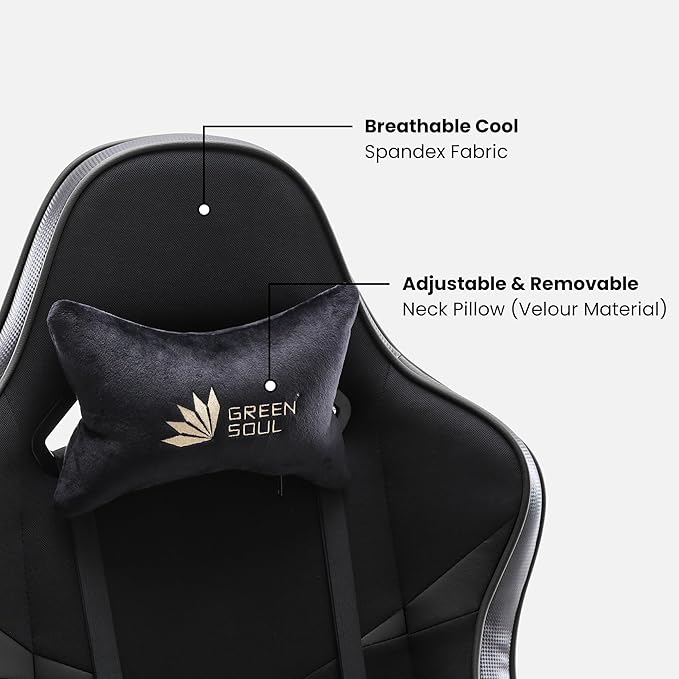 Breathable Cool
Spandex Fabric
Adjustable & Removable
Neck Pillow (Velour Material)
GREEN
SOUL